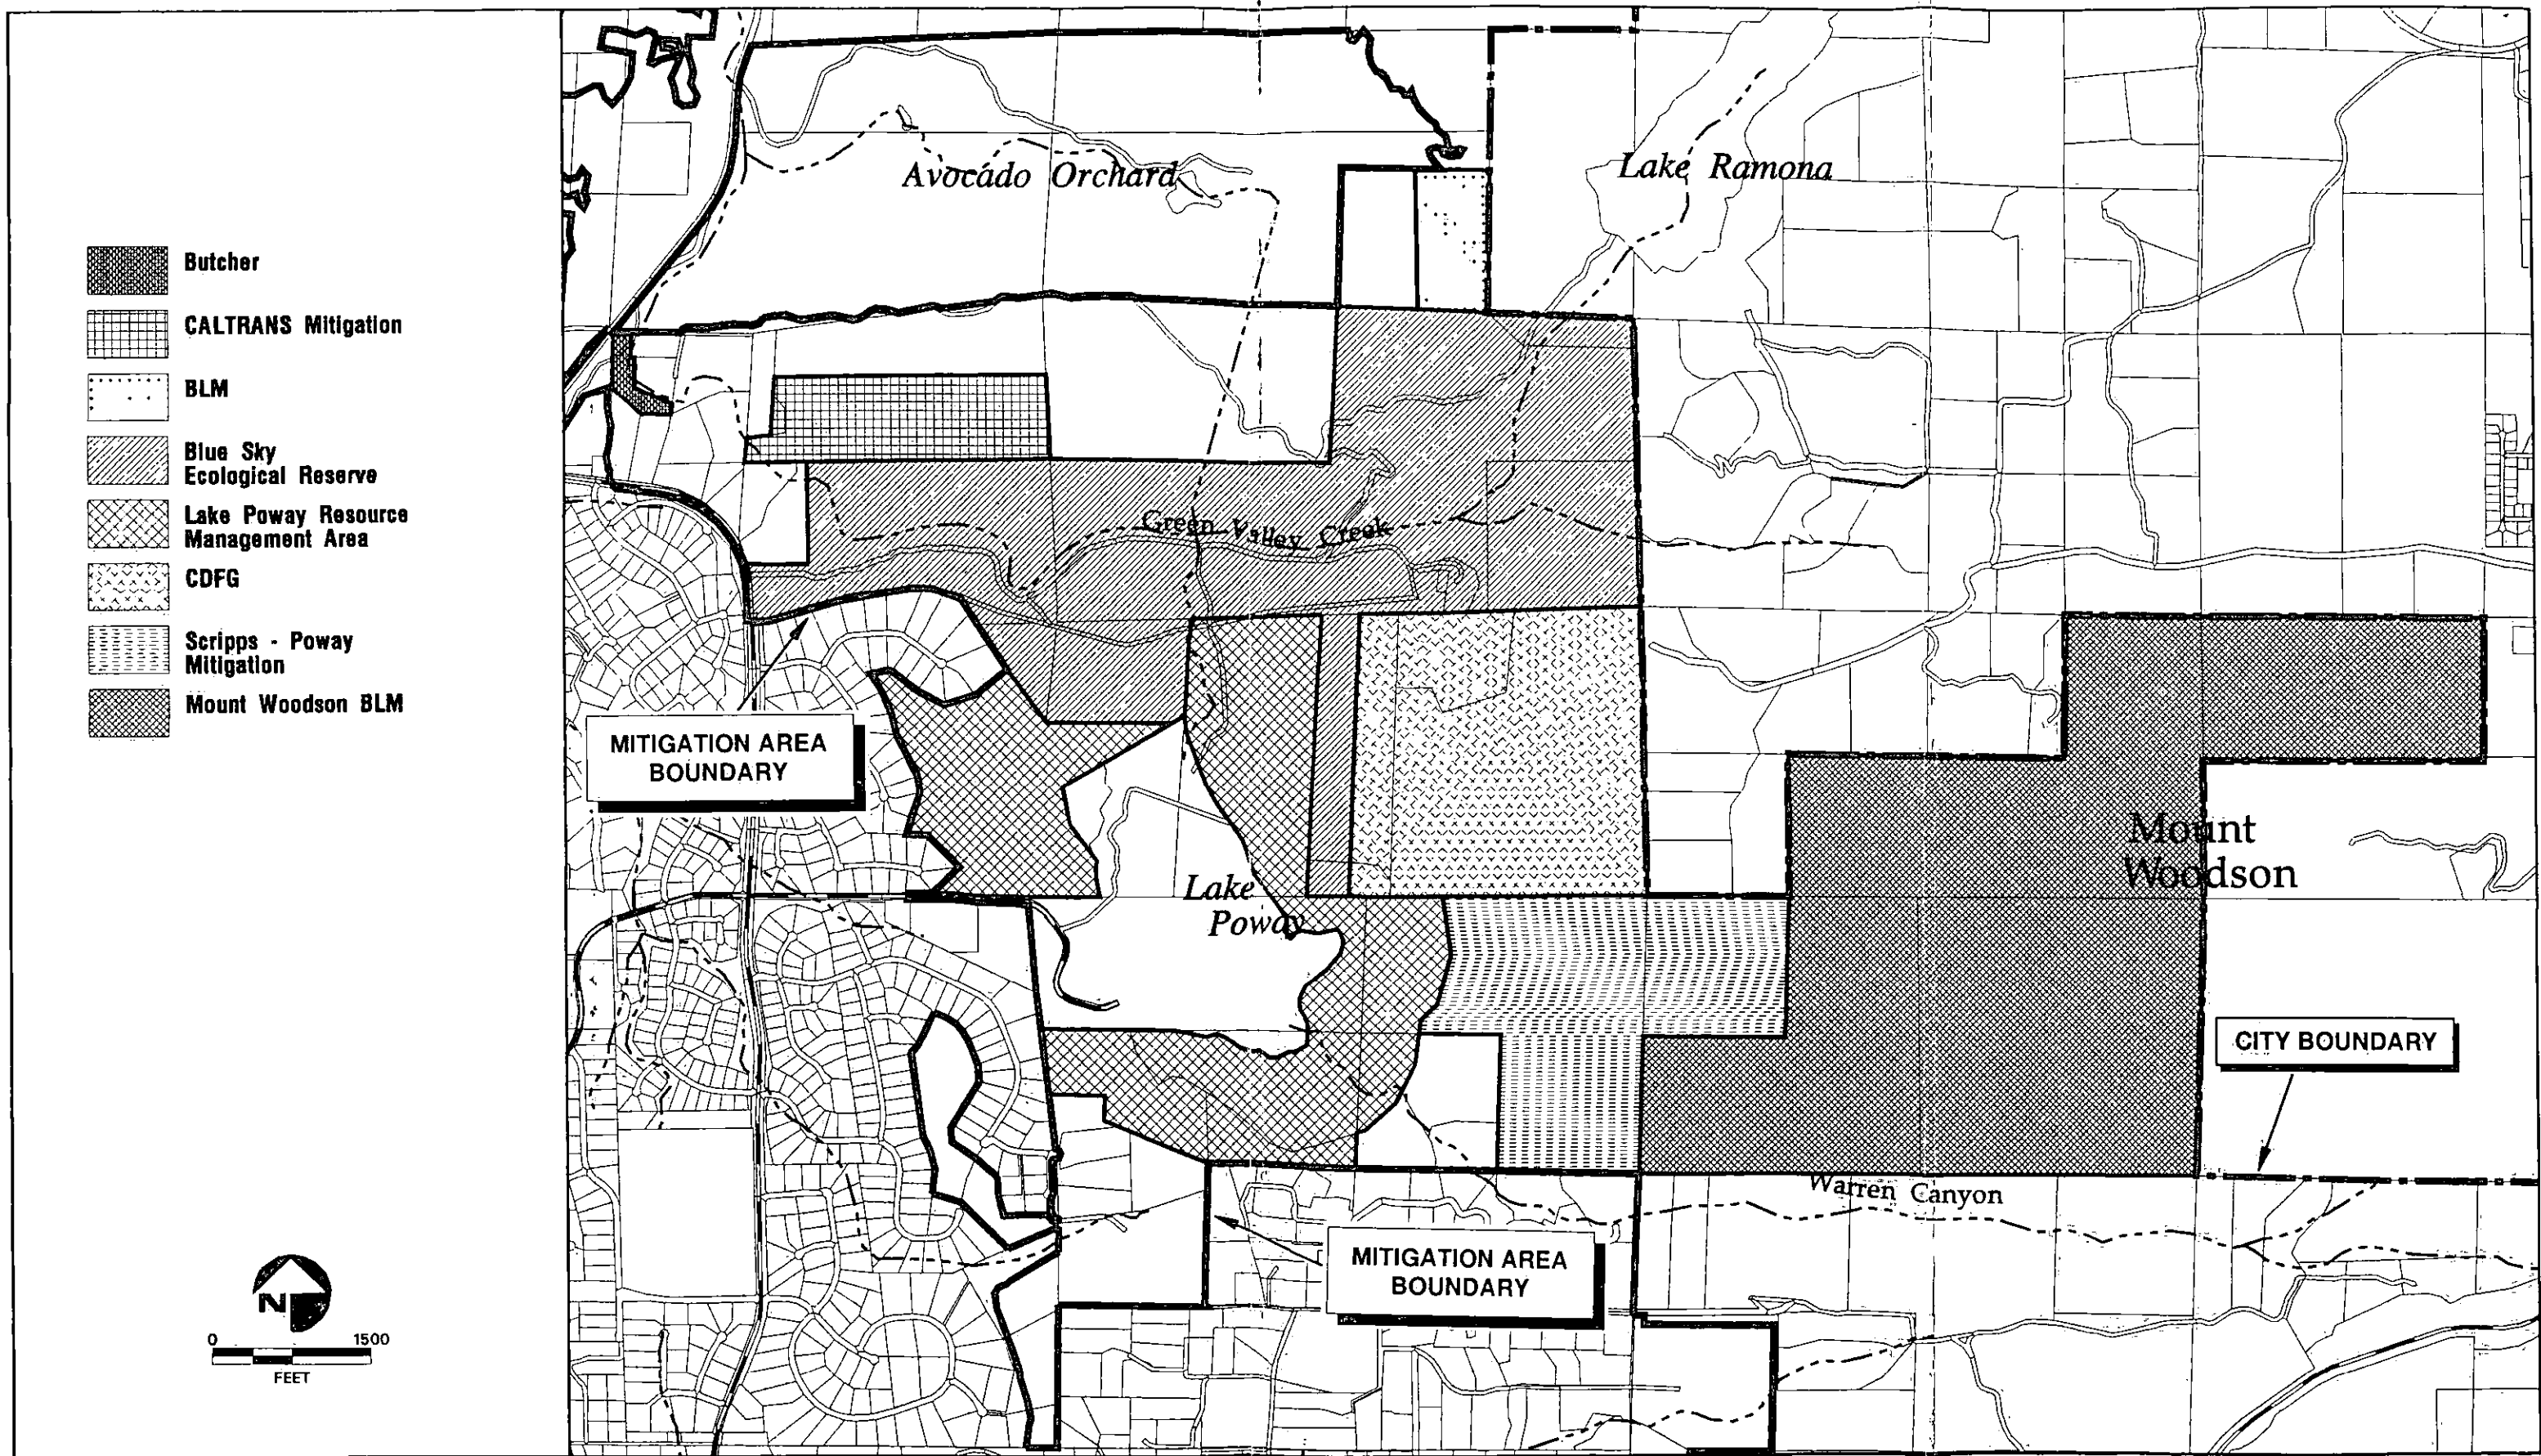 Butcher
CALTRANS Mitigation
BLM
Blue Sky
Ecological Reserve
Lake Poway Resource
Management Area
CDFG
Scripps - Poway
Mitigation
Mount Woodson BLM
N
0 1500
FEET
Avocado Orchard
Lake Ramona
Green Valley Creek
MITIGATION AREA
BOUNDARY
Lake
Poway
Mount
Woodson
CITY BOUNDARY
Warren Canyon
MITIGATION AREA
BOUNDARY